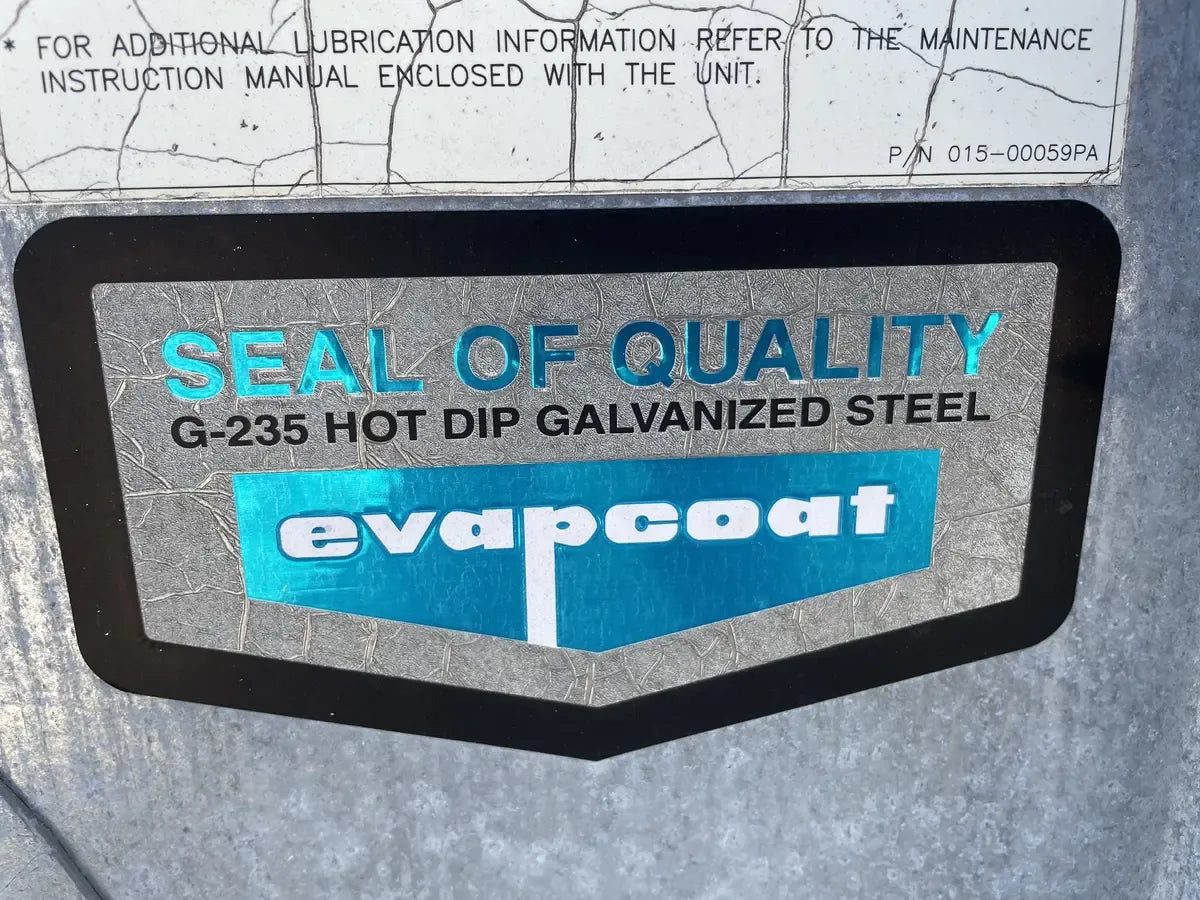 * FOR ADDITIONAL LUBRICATION INFORMATION REFER TO THE MAINTENANCE
INSTRUCTION MANUAL ENCLOSED WITH THE UNIT.
P/N 015-00059PA
SEAL OF QUALITY
G-235 HOT DIP GALVANIZED STEEL
evapcoat